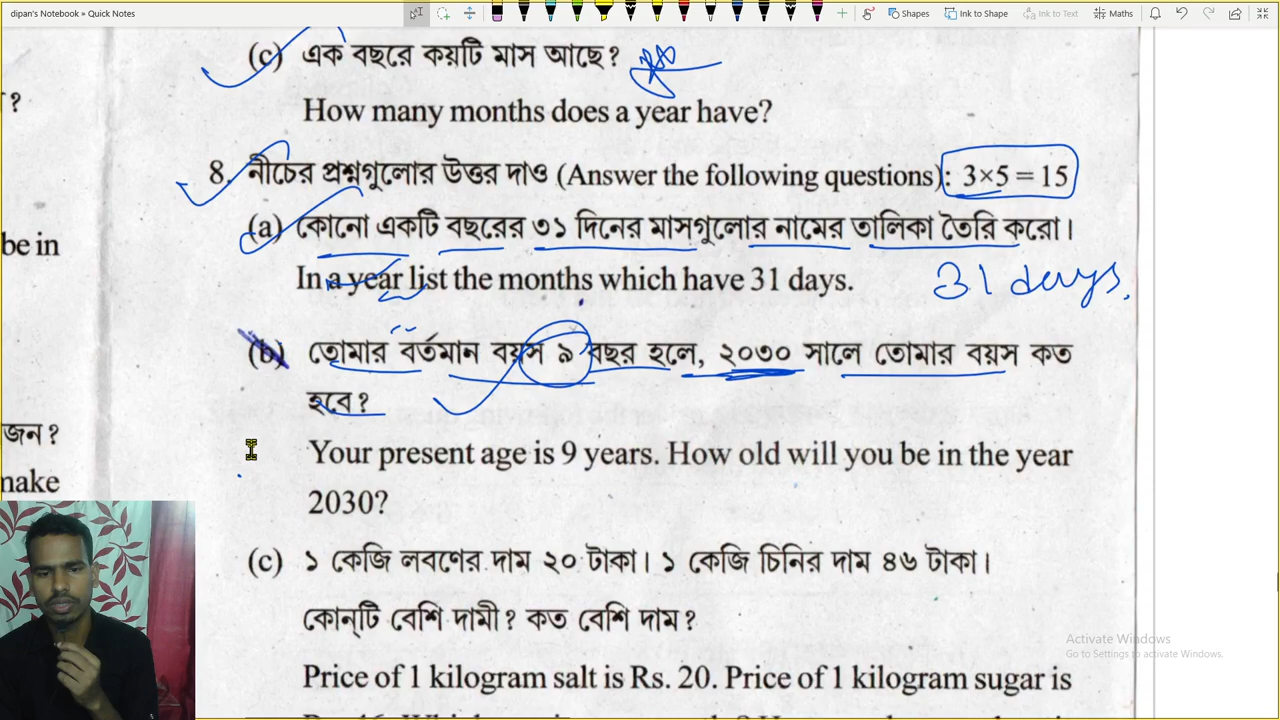 dipan's Notebook » Quick Notes
Shapes Ink to Shape Ink to Text Maths
(c) এক বছরে কয়টি মাস আছে?
?
How many months does a year have?
8. নীচের প্রশ্নগুলোর উত্তর দাও (Answer the following questions): 3×5 = 15
(a) কোনো একটি বছরের ৩১ দিনের মাসগুলোর নামের তালিকা তৈরি করো।
be in
In a year list the months which have 31 days. 31 days.
(b) তোমার বর্তমান বয়স ৯ বছর হলে, ২০৩০ সালে তোমার বয়স কত
হবে?
জন?
Your present age is 9 years. How old will you be in the year
make
2030?
(c) ১ কেজি লবণের দাম ২০ টাকা। ১ কেজি চিনির দাম ৪৬ টাকা।
কোন্‌টি বেশি দামী? কত বেশি দাম?
Activate Windows
Go to Settings to activate Windows.
Price of 1 kilogram salt is Rs. 20. Price of 1 kilogram sugar is